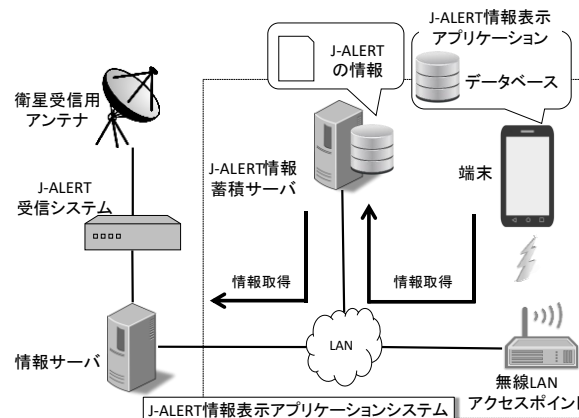 J-ALERT情報表示
アプリケーション
データベース
J-ALERT
の情報
衛星受信用
アンテナ
J-ALERT情報
蓄積サーバ
端末
J-ALERT
受信システム
情報取得
情報取得
情報サーバ
LAN
無線LAN
アクセスポイント
J-ALERT情報表示アプリケーションシステム